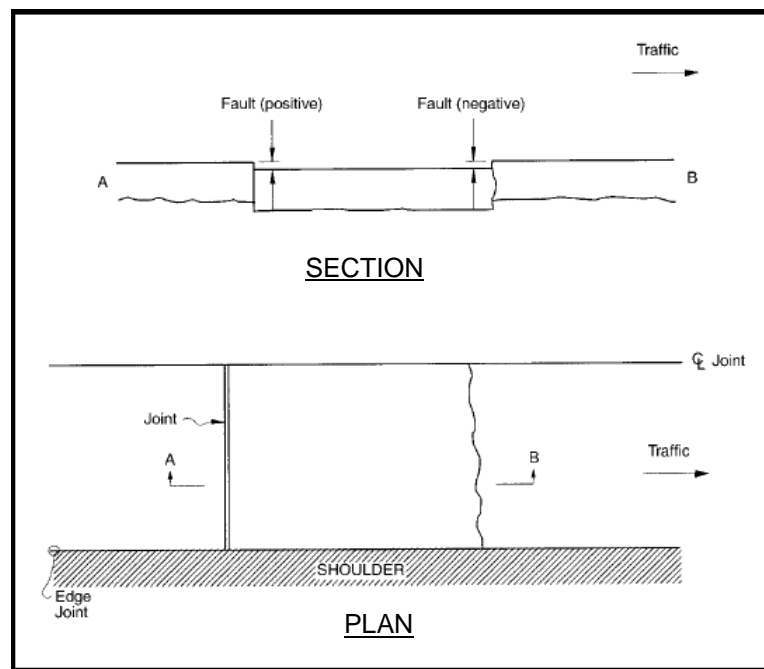 Traffic
Fault (positive)
Fault (negative)
A
B
SECTION
℄ Joint
Joint
A
B
Traffic
SHOULDER
Edge
Joint
PLAN